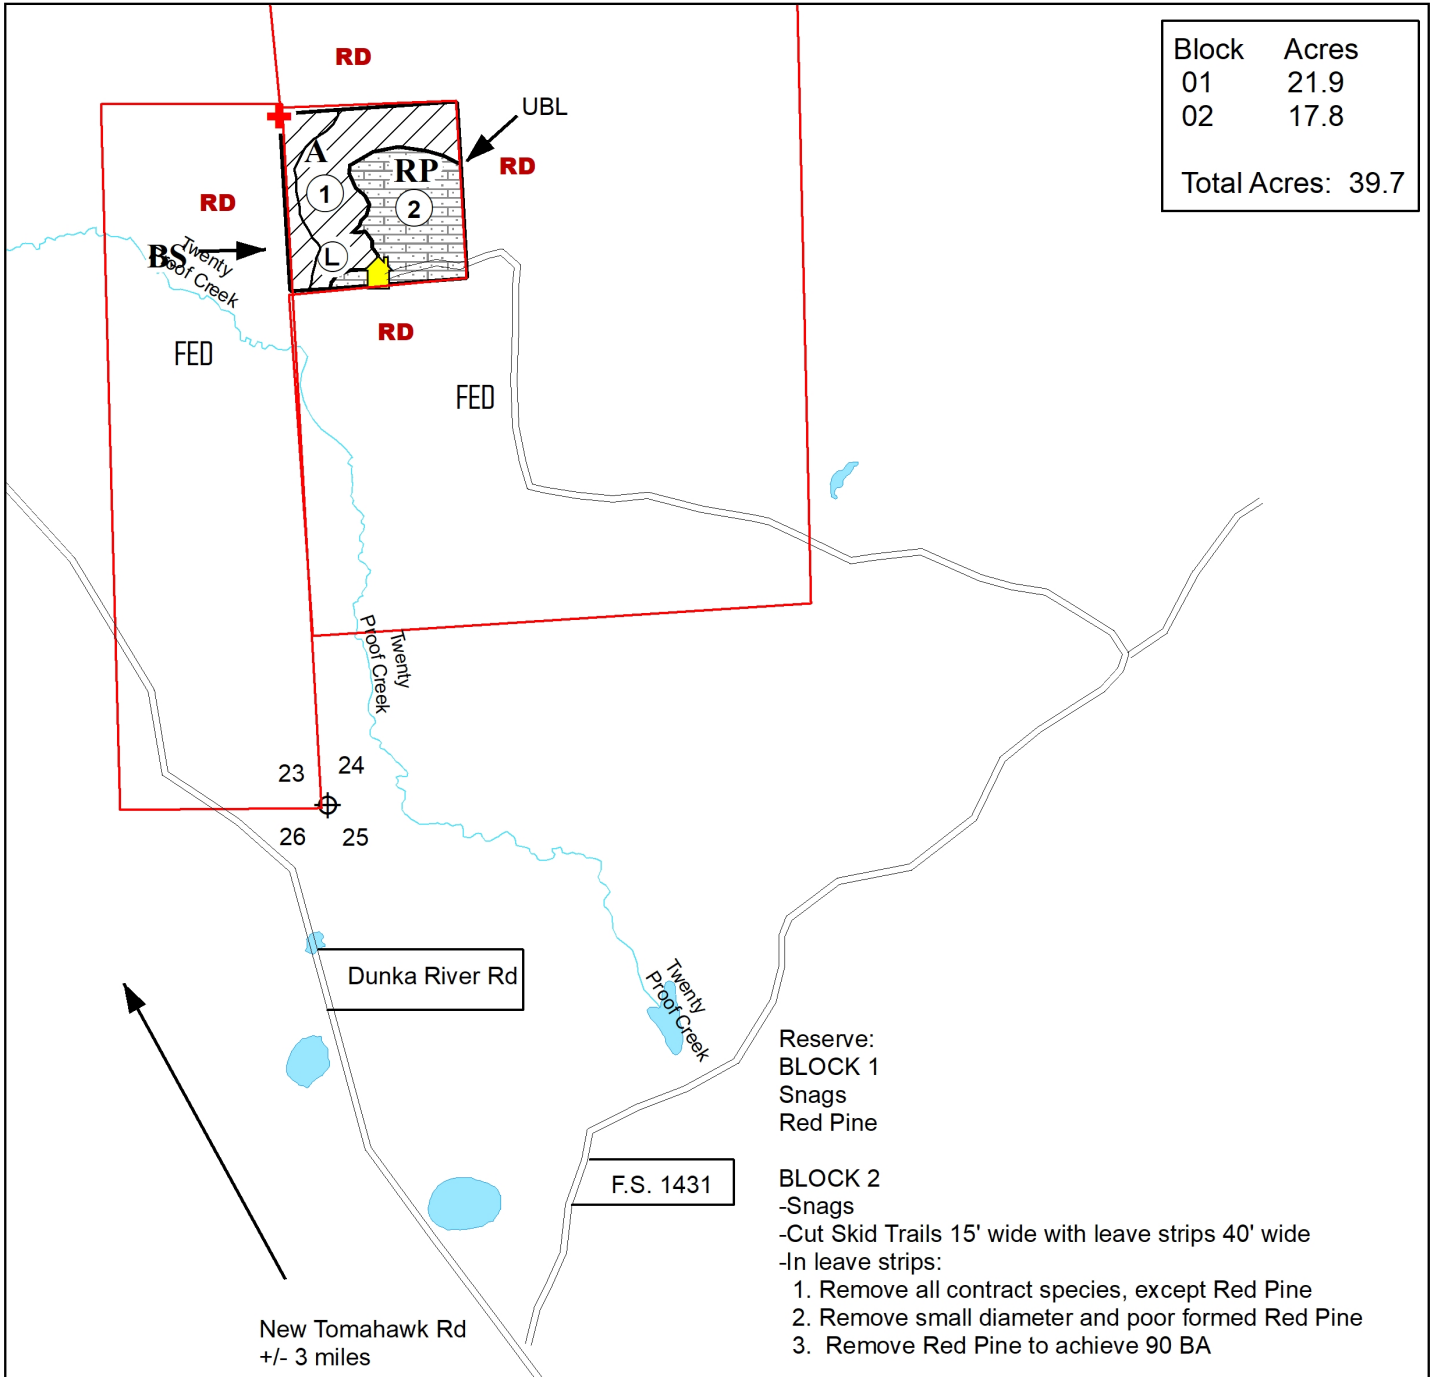 RD
Block Acres
01 21.9
02 17.8
Total Acres: 39.7
UBL
A
RP
RD
1
2
RD
BS
Twenty
Proof Creek
L
RD
FED
FED
Twenty
Proof Creek
23 24
26 25
Dunka River Rd
Twenty
Proof Creek
Reserve:
BLOCK 1
Snags
Red Pine
BLOCK 2
-Snags
-Cut Skid Trails 15' wide with leave strips 40' wide
-In leave strips:
1. Remove all contract species, except Red Pine
2. Remove small diameter and poor formed Red Pine
3. Remove Red Pine to achieve 90 BA
F.S. 1431
New Tomahawk Rd
+/- 3 miles